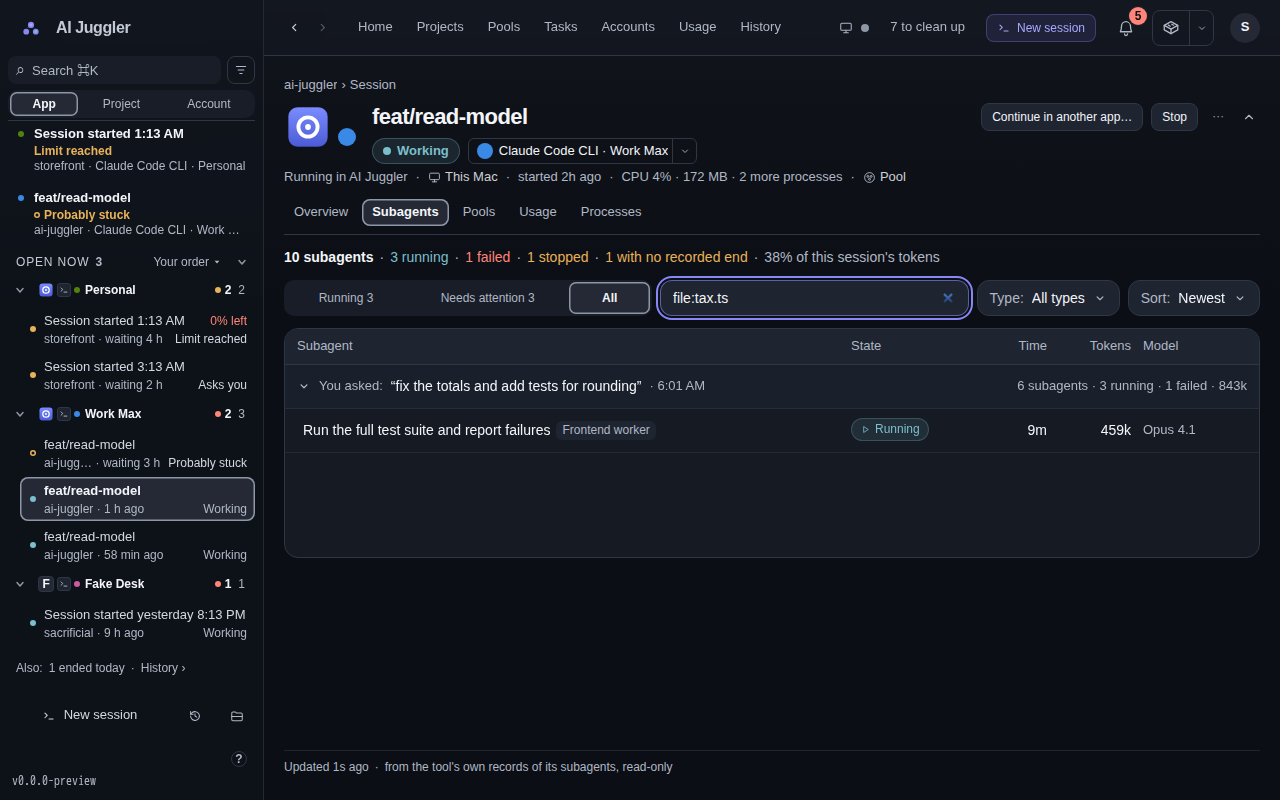 AI Juggler
Search ⌘K
App Project Account
Session started 1:13 AM
Limit reached
storefront · Claude Code CLI · Personal
feat/read-model
Probably stuck
ai-juggler · Claude Code CLI · Work …
OPEN NOW 3 Your order
Personal 2 2
Session started 1:13 AM 0% left
storefront · waiting 4 h Limit reached
Session started 3:13 AM
storefront · waiting 2 h Asks you
Work Max 2 3
feat/read-model
ai-jugg… · waiting 3 h Probably stuck
feat/read-model
ai-juggler · 1 h ago Working
feat/read-model
ai-juggler · 58 min ago Working
F Fake Desk 1 1
Session started yesterday 8:13 PM
sacrificial · 9 h ago Working
Also: 1 ended today · History ›
New session
?
v0.0.0-preview
Home Projects Pools Tasks Accounts Usage History
7 to clean up
New session
5
S
ai-juggler › Session
feat/read-model
Continue in another app… Stop ···
Working Claude Code CLI · Work Max
Running in AI Juggler · This Mac · started 2h ago · CPU 4% · 172 MB · 2 more processes · Pool
Overview Subagents Pools Usage Processes
10 subagents · 3 running · 1 failed · 1 stopped · 1 with no recorded end · 38% of this session's tokens
Running 3 Needs attention 3 All
file:tax.ts
Type: All types
Sort: Newest
Subagent State Time Tokens Model
You asked: “fix the totals and add tests for rounding” · 6:01 AM 6 subagents · 3 running · 1 failed · 843k
Run the full test suite and report failures Frontend worker Running 9m 459k Opus 4.1
Updated 1s ago · from the tool's own records of its subagents, read-only